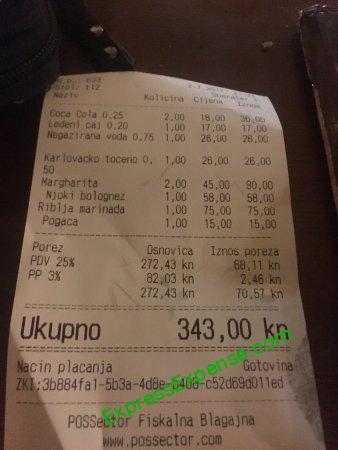 633
Stol: t12
2.7.2017
Operater 1
Naziv Kolicina Cijena Iznos
Coca Cola 0,25 2,00 18,00 36,00
Ledeni caj 0,20 1,00 17,00 17,00
Negazirana voda 0,75 1,00 26,00 26,00
Karlovacko toceno 0, 1,00 26,00 26,00
50
Margharita 2,00 45,00 90,00
Njoki bolognez 1,00 58,00 58,00
Riblja marinada 1,00 75,00 75,00
Pogaca 1,00 15,00 15,00
Porez Osnovica Iznos poreza
PDV 25% 272,43 kn 68,11 kn
PP 3% 82,03 kn 2,46 kn
272,43 kn 70,57 kn
Ukupno 343,00 kn
Nacin placanja Gotovina
ZKI:3b884fa1-5b3a-4d8e-
c52d69d011ed
POSSector Fiskalna Blagajna
www.possector.com
ExpressExpense.com